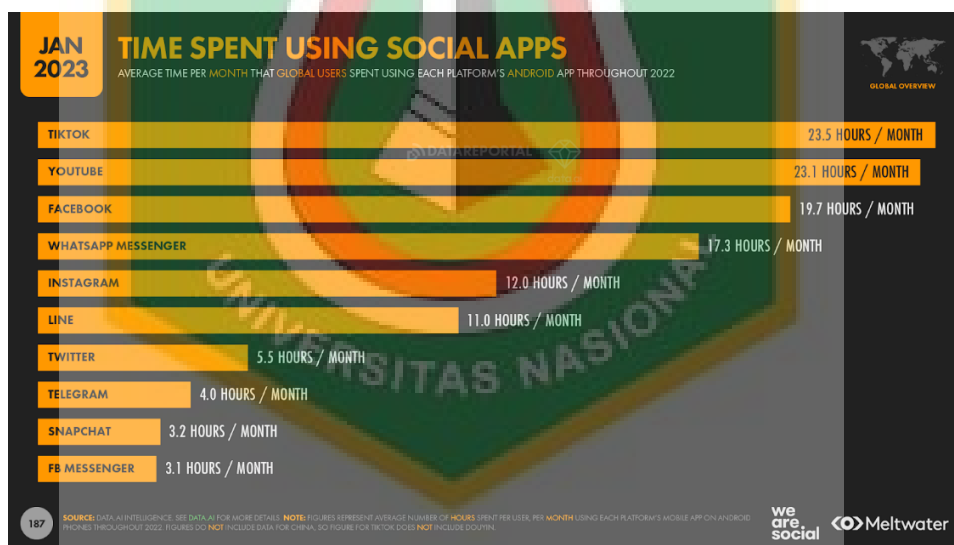 JAN
2023
TIME SPENT USING SOCIAL APPS
AVERAGE TIME PER MONTH THAT GLOBAL USERS SPENT USING EACH PLATFORM'S ANDROID APP THROUGHOUT 2022
GLOBAL OVERVIEW
TIKTOK 23.5 HOURS / MONTH
DATAREPORTAL
YOUTUBE 23.1 HOURS / MONTH
FACEBOOK 19.7 HOURS / MONTH
WHATSAPP MESSENGER 17.3 HOURS / MONTH
INSTAGRAM 12.0 HOURS / MONTH
LINE 11.0 HOURS / MONTH
TWITTER 5.5 HOURS / MONTH
TELEGRAM 4.0 HOURS / MONTH
SNAPCHAT 3.2 HOURS / MONTH
FB MESSENGER 3.1 HOURS / MONTH
UNIVERSITAS NASIONAL
187
SOURCE: DATA.AI INTELLIGENCE. SEE DATA.AI FOR MORE DETAILS. NOTE: FIGURES REPRESENT AVERAGE NUMBER OF HOURS SPENT PER USER, PER MONTH USING EACH PLATFORM'S MOBILE APP ON ANDROID
PHONES THROUGHOUT 2022. FIGURES DO NOT INCLUDE DATA FOR CHINA, SO FIGURE FOR TIKTOK DOES NOT INCLUDE DOUYIN.
we
are
social
Meltwater